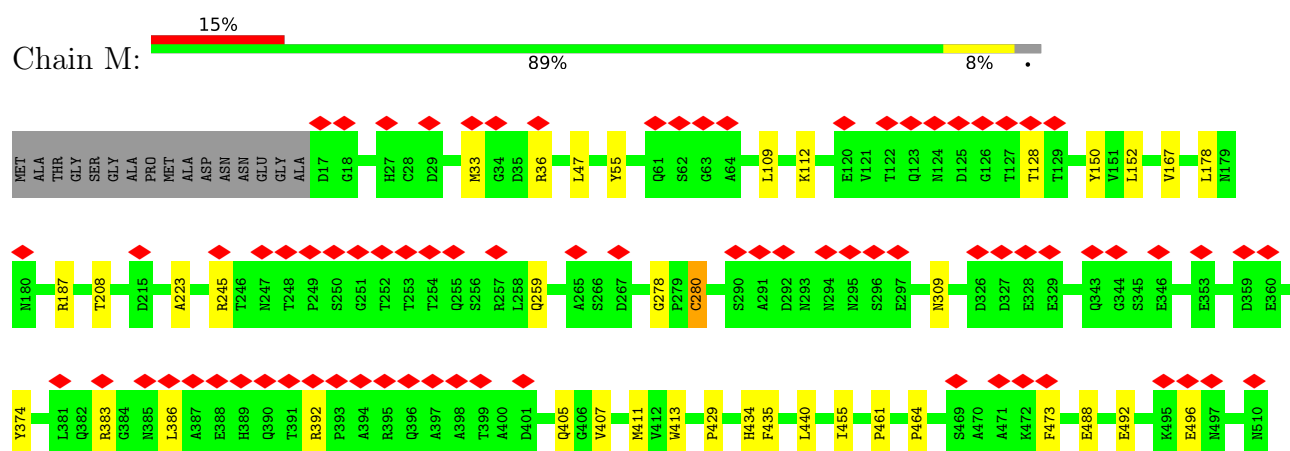 15%
Chain M:
89% 8% •
MET ALA THR GLY SER GLY ALA PRO MET ALA ASP ASN ASN GLU GLY ALA D17 G18 H27 C28 D29 M33 G34 D35 R36 L47 Y55 Q61 S62 G63 A64 L109 K112 E120 V121 T122 Q123 N124 D125 G126 T127 T128 T129 Y150 V151 L152 V167 L178 N179
N180 R187 T208 D215 A223 R245 T246 N247 T248 P249 S250 G251 T252 T253 T254 Q255 S256 R257 L258 Q259 A265 S266 D267 G278 P279 C280 S290 A291 D292 N293 N294 N295 S296 E297 N309 D326 D327 E328 E329 Q343 G344 S345 E346 E353 D359 E360
Y374 L381 Q382 R383 G384 N385 L386 A387 E388 H389 Q390 T391 R392 P393 A394 R395 Q396 A397 A398 T399 A400 D401 Q405 G406 V407 M411 V412 W413 P429 H434 F435 L440 I455 P461 P464 S469 A470 A471 K472 F473 E488 E492 K495 E496 N497 N510